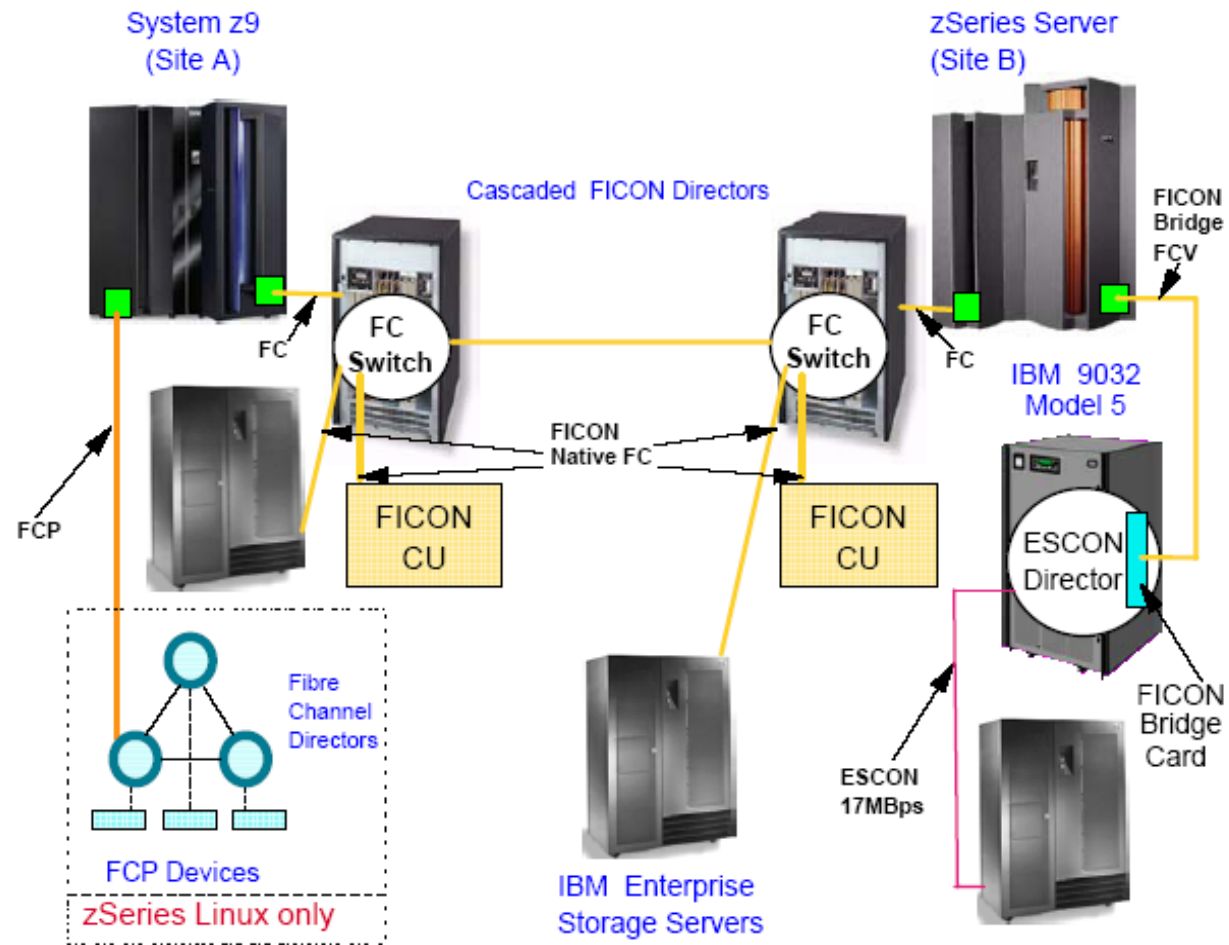 System z9
(Site A)
zSeries Server
(Site B)
Cascaded FICON Directors
FICON
Bridge
FCV
FC
FC
Switch
FC
Switch
FC
IBM 9032
Model 5
FICON
Native FC
FCP
FICON
CU
FICON
CU
ESCON
Director
Fibre
Channel
Directors
FICON
Bridge
Card
ESCON
17MBps
FCP Devices
zSeries Linux only
IBM Enterprise
Storage Servers